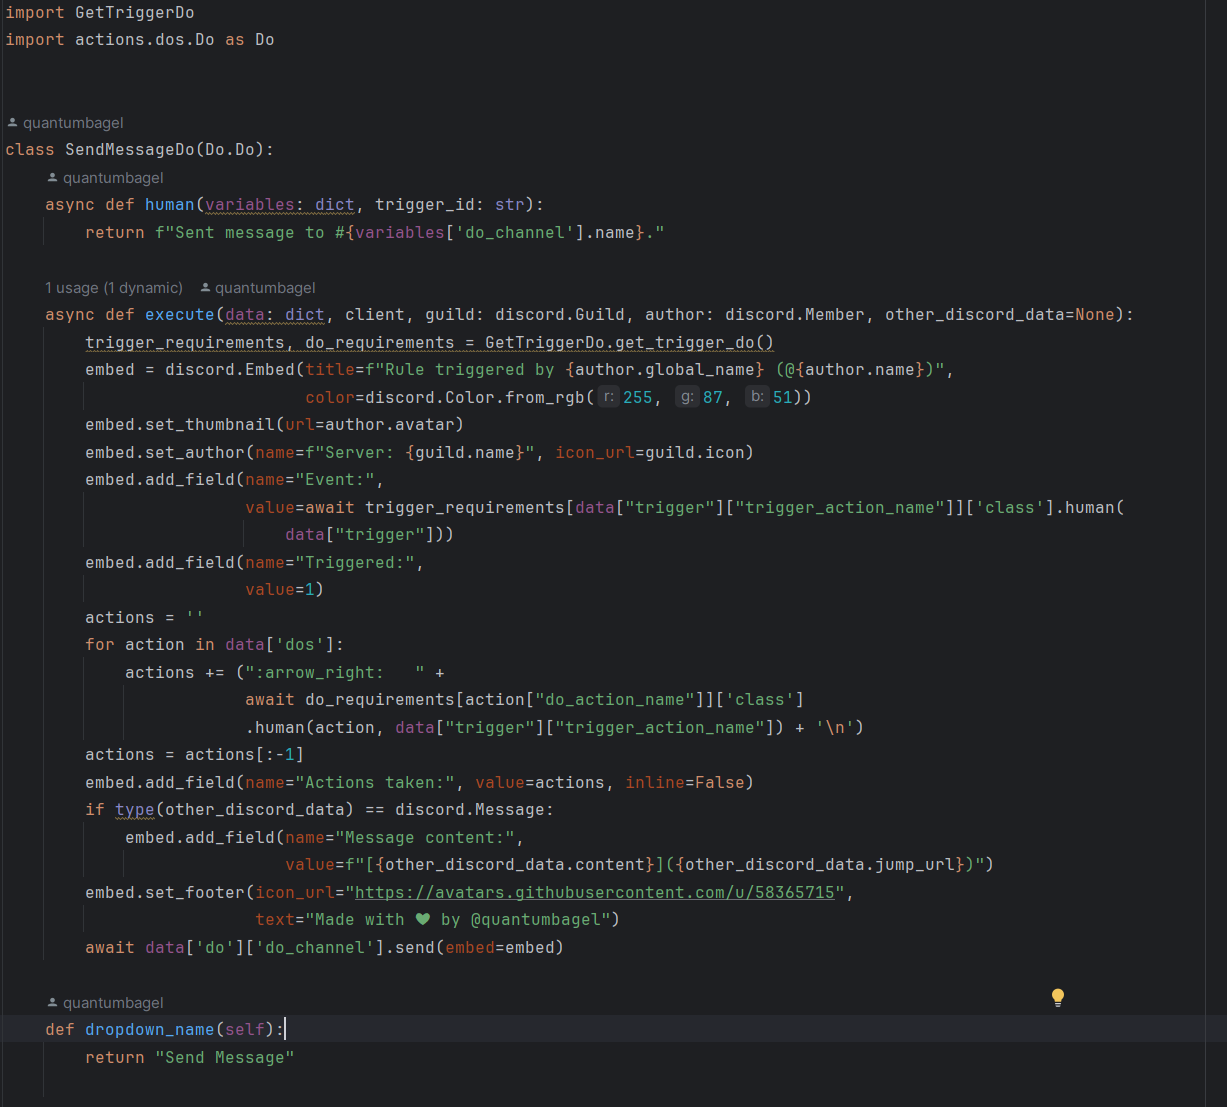 import GetTriggerDo
import actions.dos.Do as Do
quantumbagel
class SendMessageDo(Do.Do):
quantumbagel
async def human(variables: dict, trigger_id: str):
return f"Sent message to #{variables['do_channel'].name}."
1 usage (1 dynamic) quantumbagel
async def execute(data: dict, client, guild: discord.Guild, author: discord.Member, other_discord_data=None):
trigger_requirements, do_requirements = GetTriggerDo.get_trigger_do()
embed = discord.Embed(title=f"Rule triggered by {author.global_name} (@{author.name})",
color=discord.Color.from_rgb( r: 255, g: 87, b: 51))
embed.set_thumbnail(url=author.avatar)
embed.set_author(name=f"Server: {guild.name}", icon_url=guild.icon)
embed.add_field(name="Event:",
value=await trigger_requirements[data["trigger"]["trigger_action_name"]]['class'].human(
data["trigger"]))
embed.add_field(name="Triggered:",
value=1)
actions = ''
for action in data['dos']:
actions += (":arrow_right:   " +
await do_requirements[action["do_action_name"]]['class']
.human(action, data["trigger"]["trigger_action_name"]) + '\n')
actions = actions[:-1]
embed.add_field(name="Actions taken:", value=actions, inline=False)
if type(other_discord_data) == discord.Message:
embed.add_field(name="Message content:",
value=f"[{other_discord_data.content}]({other_discord_data.jump_url})")
embed.set_footer(icon_url="https://avatars.githubusercontent.com/u/58365715",
text="Made with ♥ by @quantumbagel")
await data['do']['do_channel'].send(embed=embed)
quantumbagel
def dropdown_name(self):
return "Send Message"